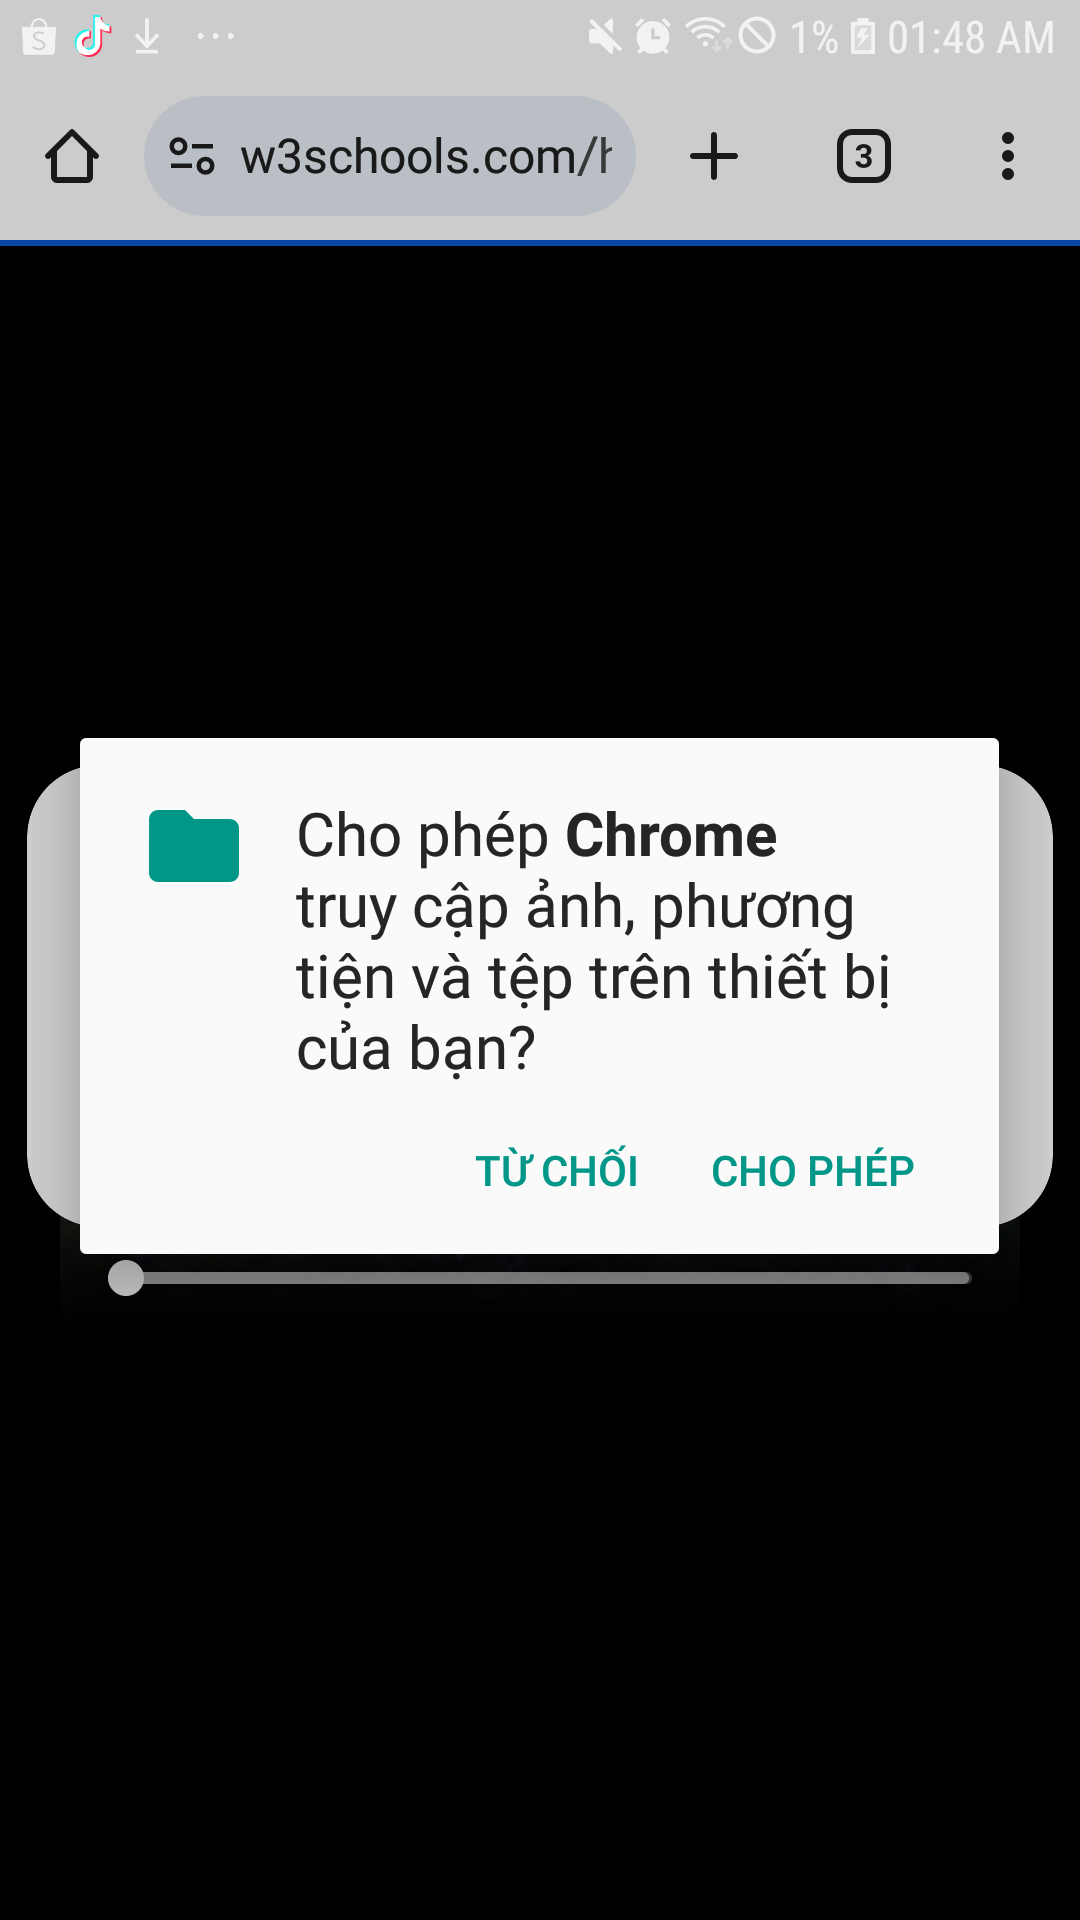 1% 01:48 AM
w3schools.com/h
3
Cho phép Chrome
truy cập ảnh, phương
tiện và tệp trên thiết bị
của bạn?
TỪ CHỐI CHO PHÉP